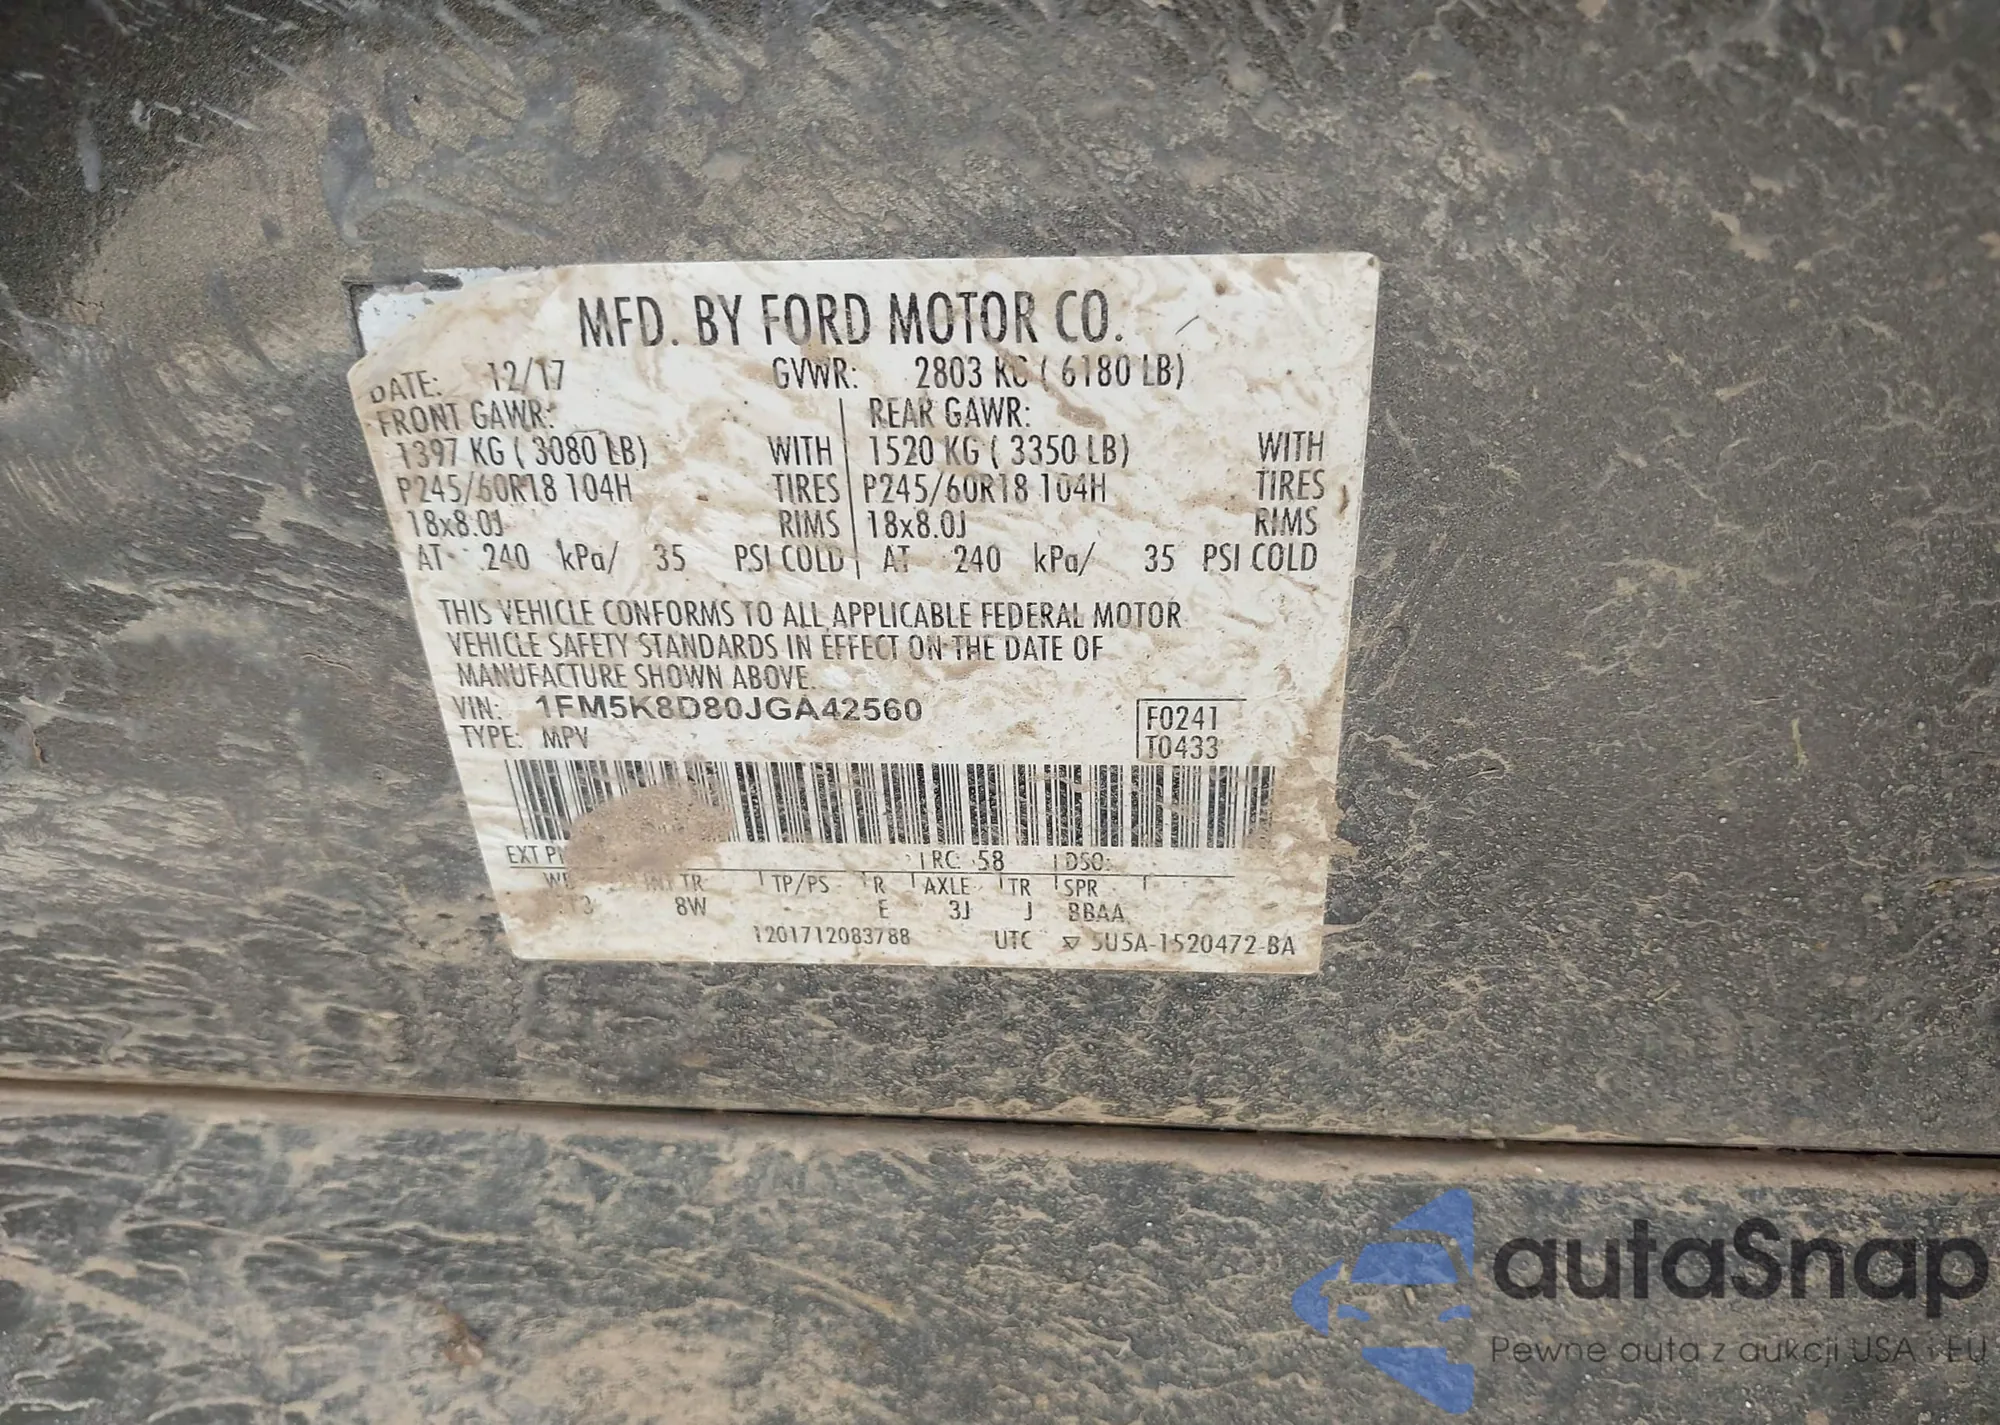 MFD. BY FORD MOTOR CO.
DATE: 12/17 GVWR: 2803 KG ( 6180 LB)
FRONT GAWR: REAR GAWR:
1397 KG ( 3080 LB) WITH 1520 KG ( 3350 LB) WITH
P245/60R18 104H TIRES P245/60R18 104H TIRES
18x8.0J RIMS 18x8.0J RIMS
AT 240 kPa/ 35 PSI COLD AT 240 kPa/ 35 PSI COLD
THIS VEHICLE CONFORMS TO ALL APPLICABLE FEDERAL MOTOR
VEHICLE SAFETY STANDARDS IN EFFECT ON THE DATE OF
MANUFACTURE SHOWN ABOVE.
VIN: 1FM5K8D80JGA42560 F0241
TYPE: MPV T0433
EXT RC: 58 DSO:
INT TR TP/PS R AXLE TR SPR
8W E 3J J BBAA
1201712083788 UTC 5U5A-1520472-BA
autaSnap
Pewne auta z aukcji USA i EU